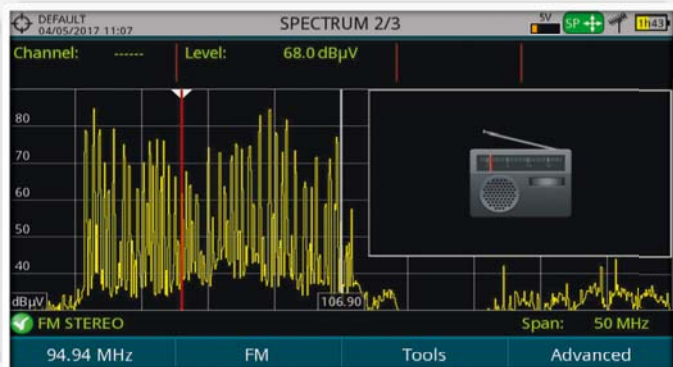 DEFAULT
04/05/2017 11:07
SPECTRUM 2/3
5V
SP
1h43
Channel: ------ Level: 68.0 dBµV
80
70
60
50
40
dBµV
106.90
FM STEREO
Span: 50 MHz
94.94 MHz FM Tools Advanced